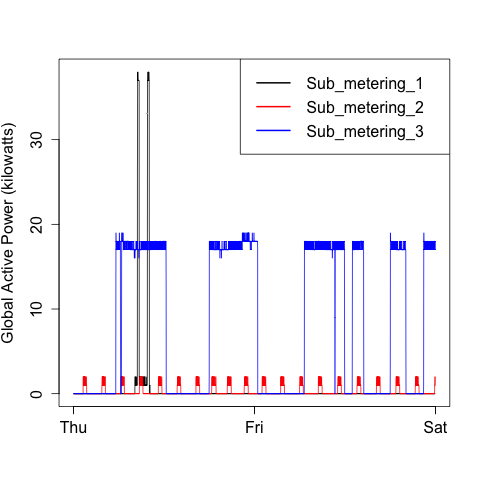 Sub_metering_1
Sub_metering_2
Sub_metering_3
Global Active Power (kilowatts)
30
20
10
0
Thu Fri Sat